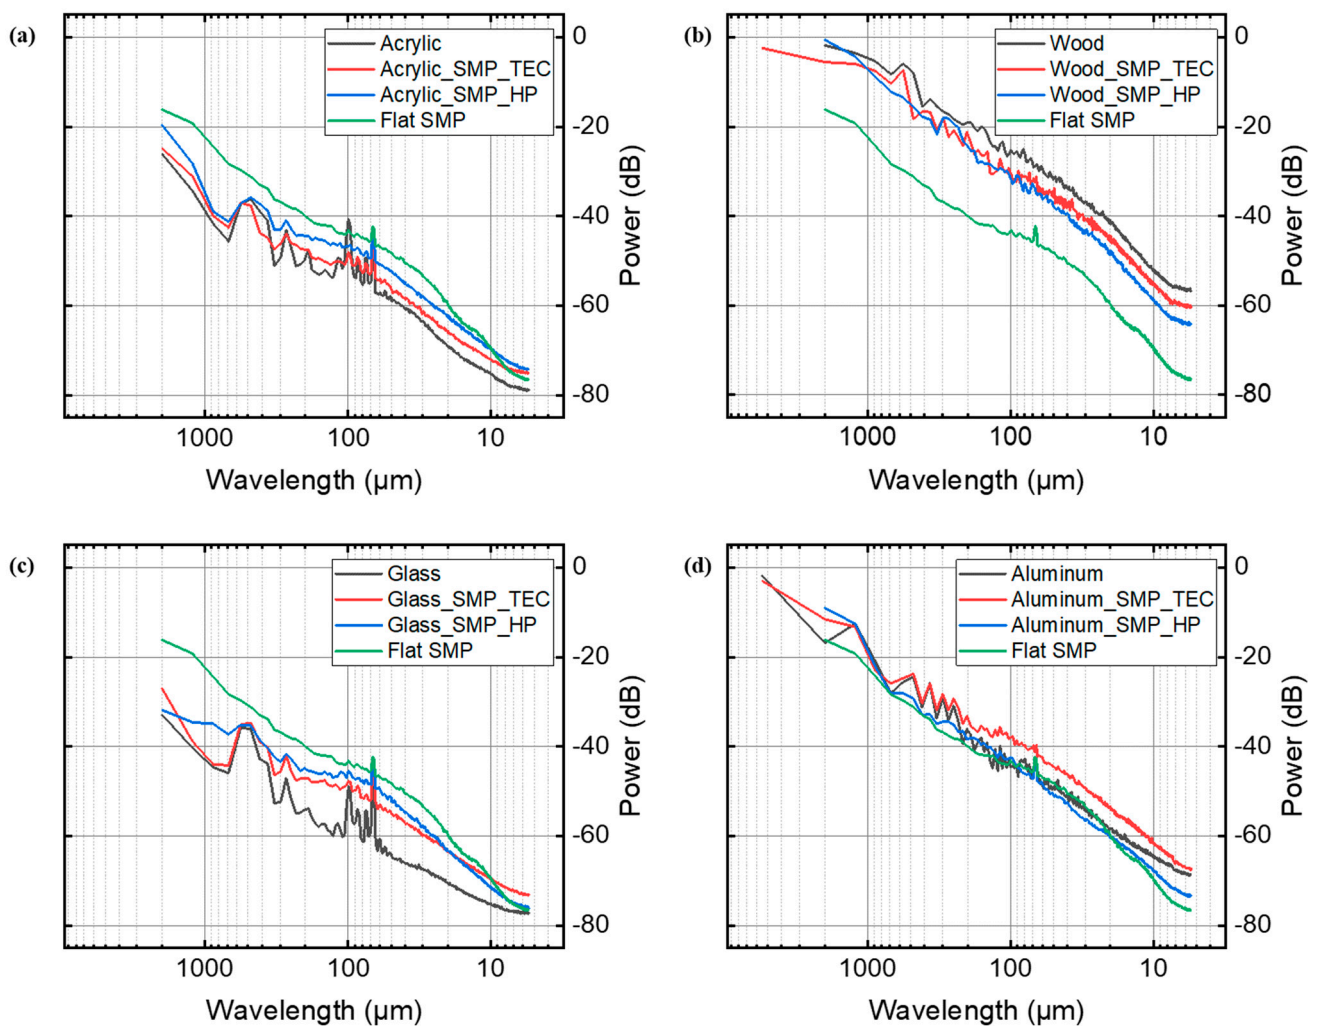 (a)
Acrylic
Acrylic_SMP_TEC
Acrylic_SMP_HP
Flat SMP
0
-20
-40
-60
-80
Power (dB)
1000 100 10
Wavelength (µm)
(b)
Wood
Wood_SMP_TEC
Wood_SMP_HP
Flat SMP
0
-20
-40
-60
-80
Power (dB)
1000 100 10
Wavelength (µm)
(c)
Glass
Glass_SMP_TEC
Glass_SMP_HP
Flat SMP
0
-20
-40
-60
-80
Power (dB)
1000 100 10
Wavelength (µm)
(d)
Aluminum
Aluminum_SMP_TEC
Aluminum_SMP_HP
Flat SMP
0
-20
-40
-60
-80
Power (dB)
1000 100 10
Wavelength (µm)